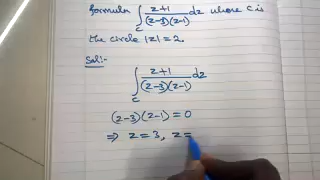 formula ∫_C (z+1)/((z-3)(z-1)) dz where C is
the circle |z|=2.
Sol:-
∫_C (z+1)/((z-3)(z-1)) dz
(z-3)(z-1) = 0
⇒ z=3, z=